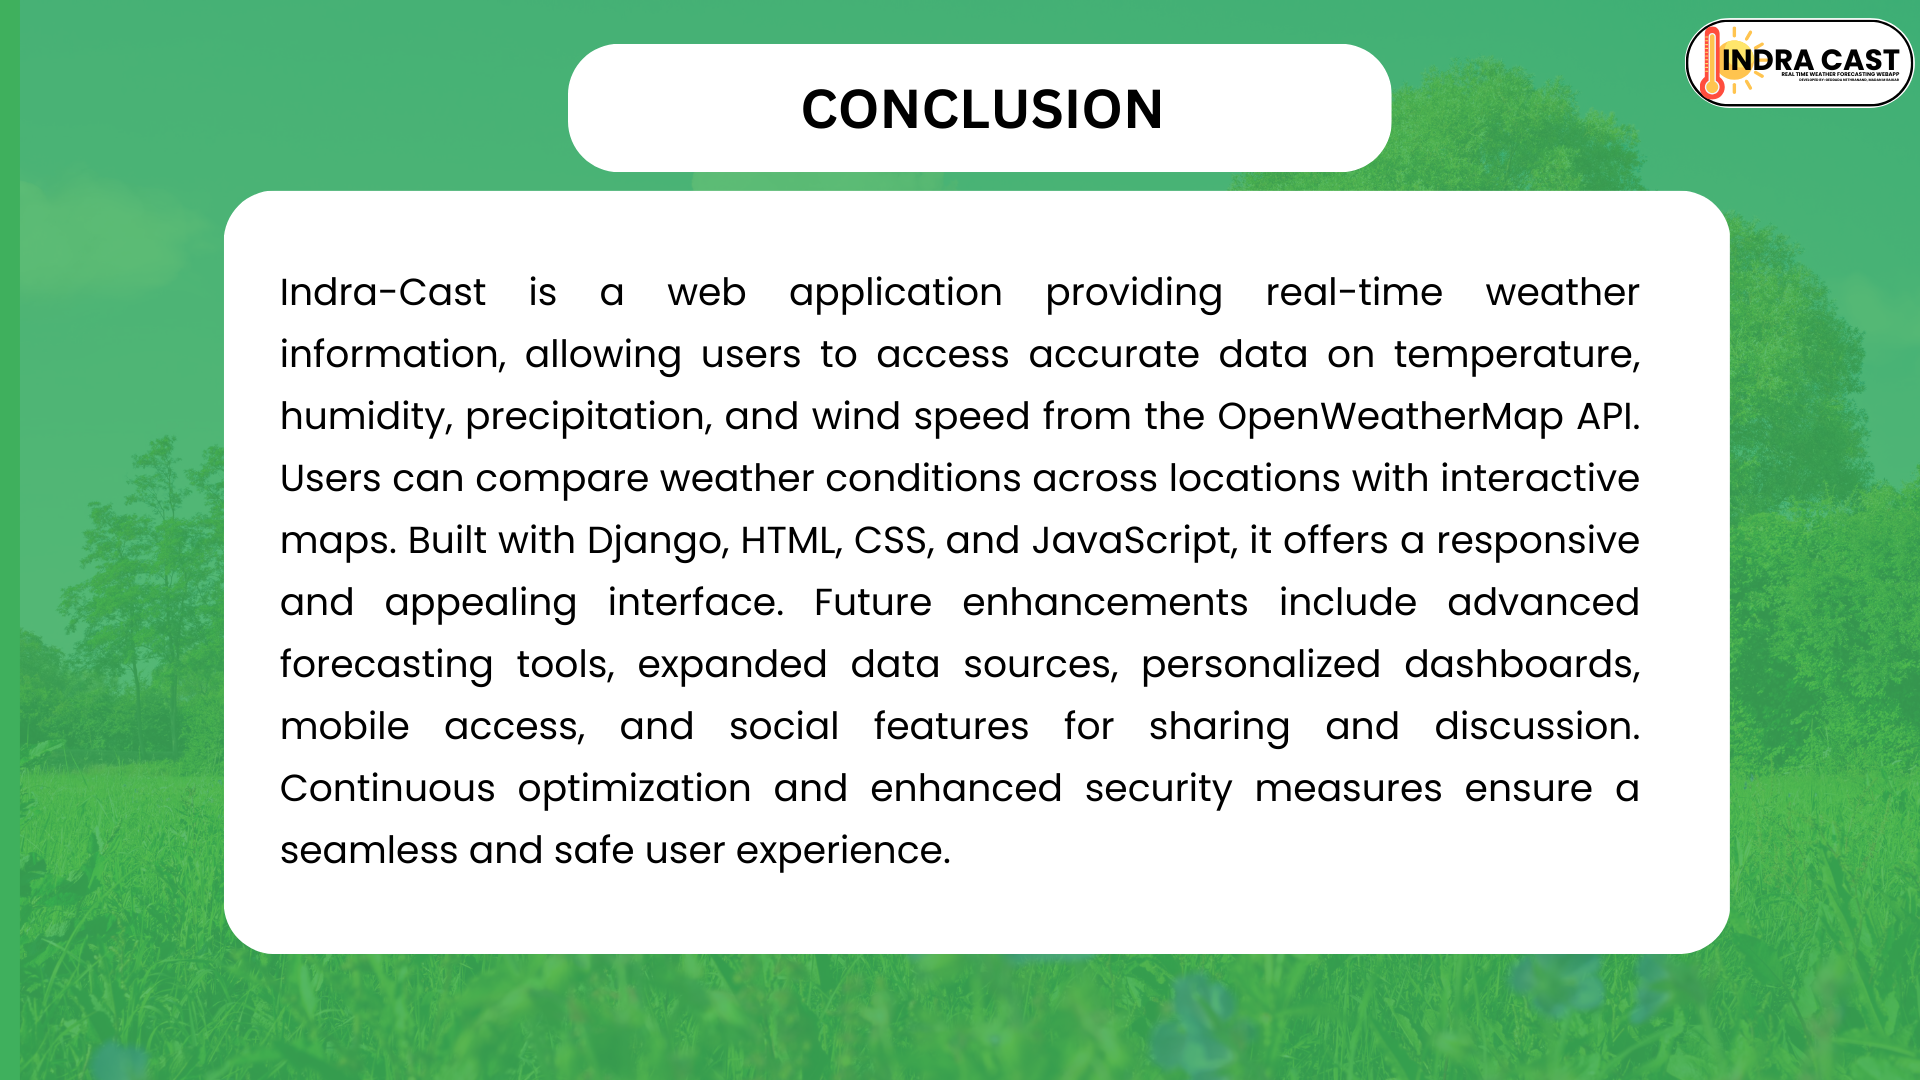 INDRA CAST
REAL TIME WEATHER FORECASTING WEBAPP
CONCLUSION
Indra-Cast is a web application providing real-time weather
information, allowing users to access accurate data on temperature,
humidity, precipitation, and wind speed from the OpenWeatherMap API.
Users can compare weather conditions across locations with interactive
maps. Built with Django, HTML, CSS, and JavaScript, it offers a responsive
and appealing interface. Future enhancements include advanced
forecasting tools, expanded data sources, personalized dashboards,
mobile access, and social features for sharing and discussion.
Continuous optimization and enhanced security measures ensure a
seamless and safe user experience.